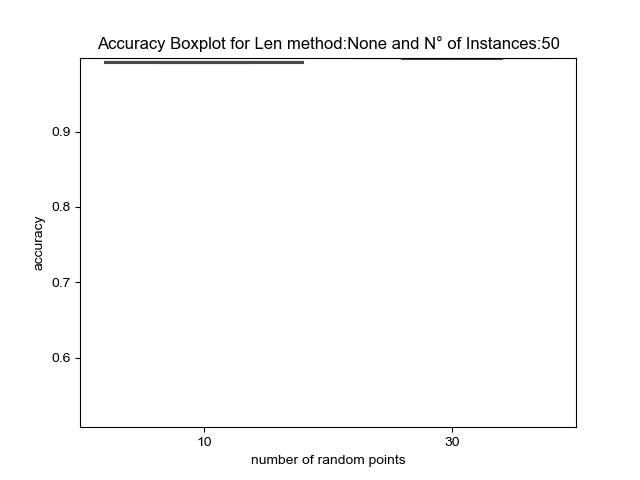 Accuracy Boxplot for Len method:None and N° of Instances:50
0.9
0.8
0.7
0.6
accuracy
10
30
number of random points